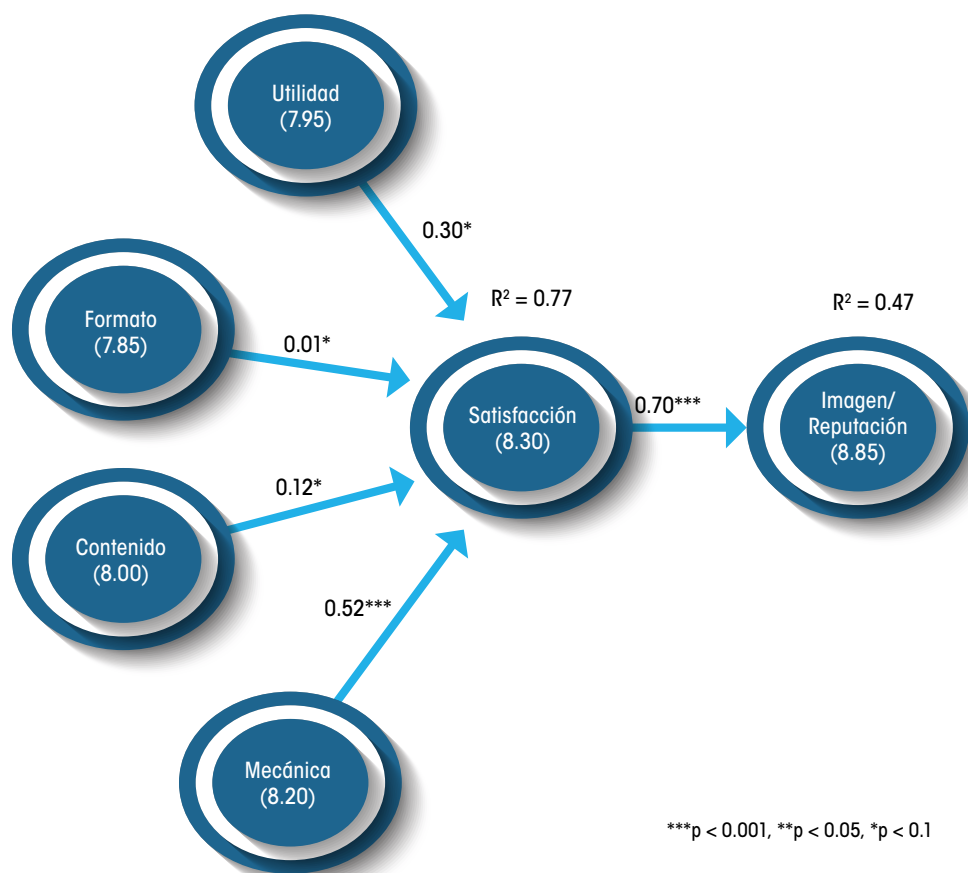 Utilidad
(7.95)
0.30*
R² = 0.77
R² = 0.47
Formato
(7.85)
0.01*
Satisfacción
(8.30)
0.70***
Imagen/
Reputación
(8.85)
Contenido
(8.00)
0.12*
0.52***
Mecánica
(8.20)
***p < 0.001, **p < 0.05, *p < 0.1